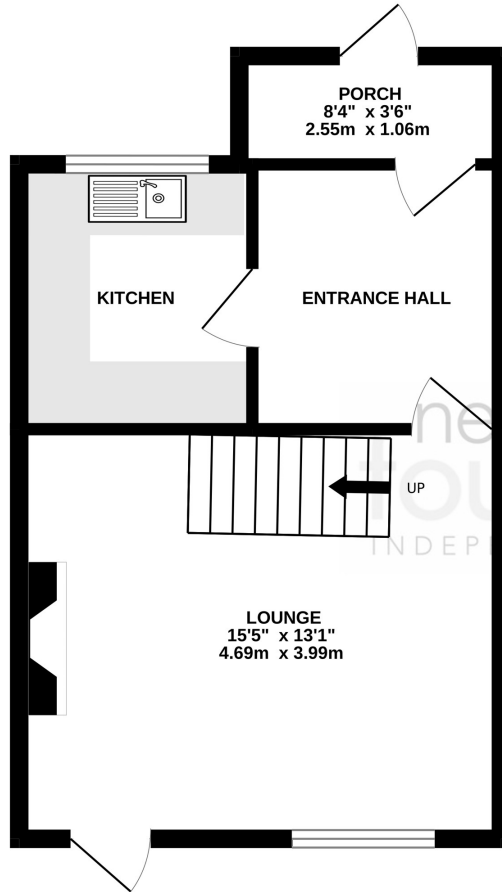 PORCH
8'4" x 3'6"
2.55m x 1.06m
KITCHEN
ENTRANCE HALL
UP
INDEP
LOUNGE
15'5" x 13'1"
4.69m x 3.99m